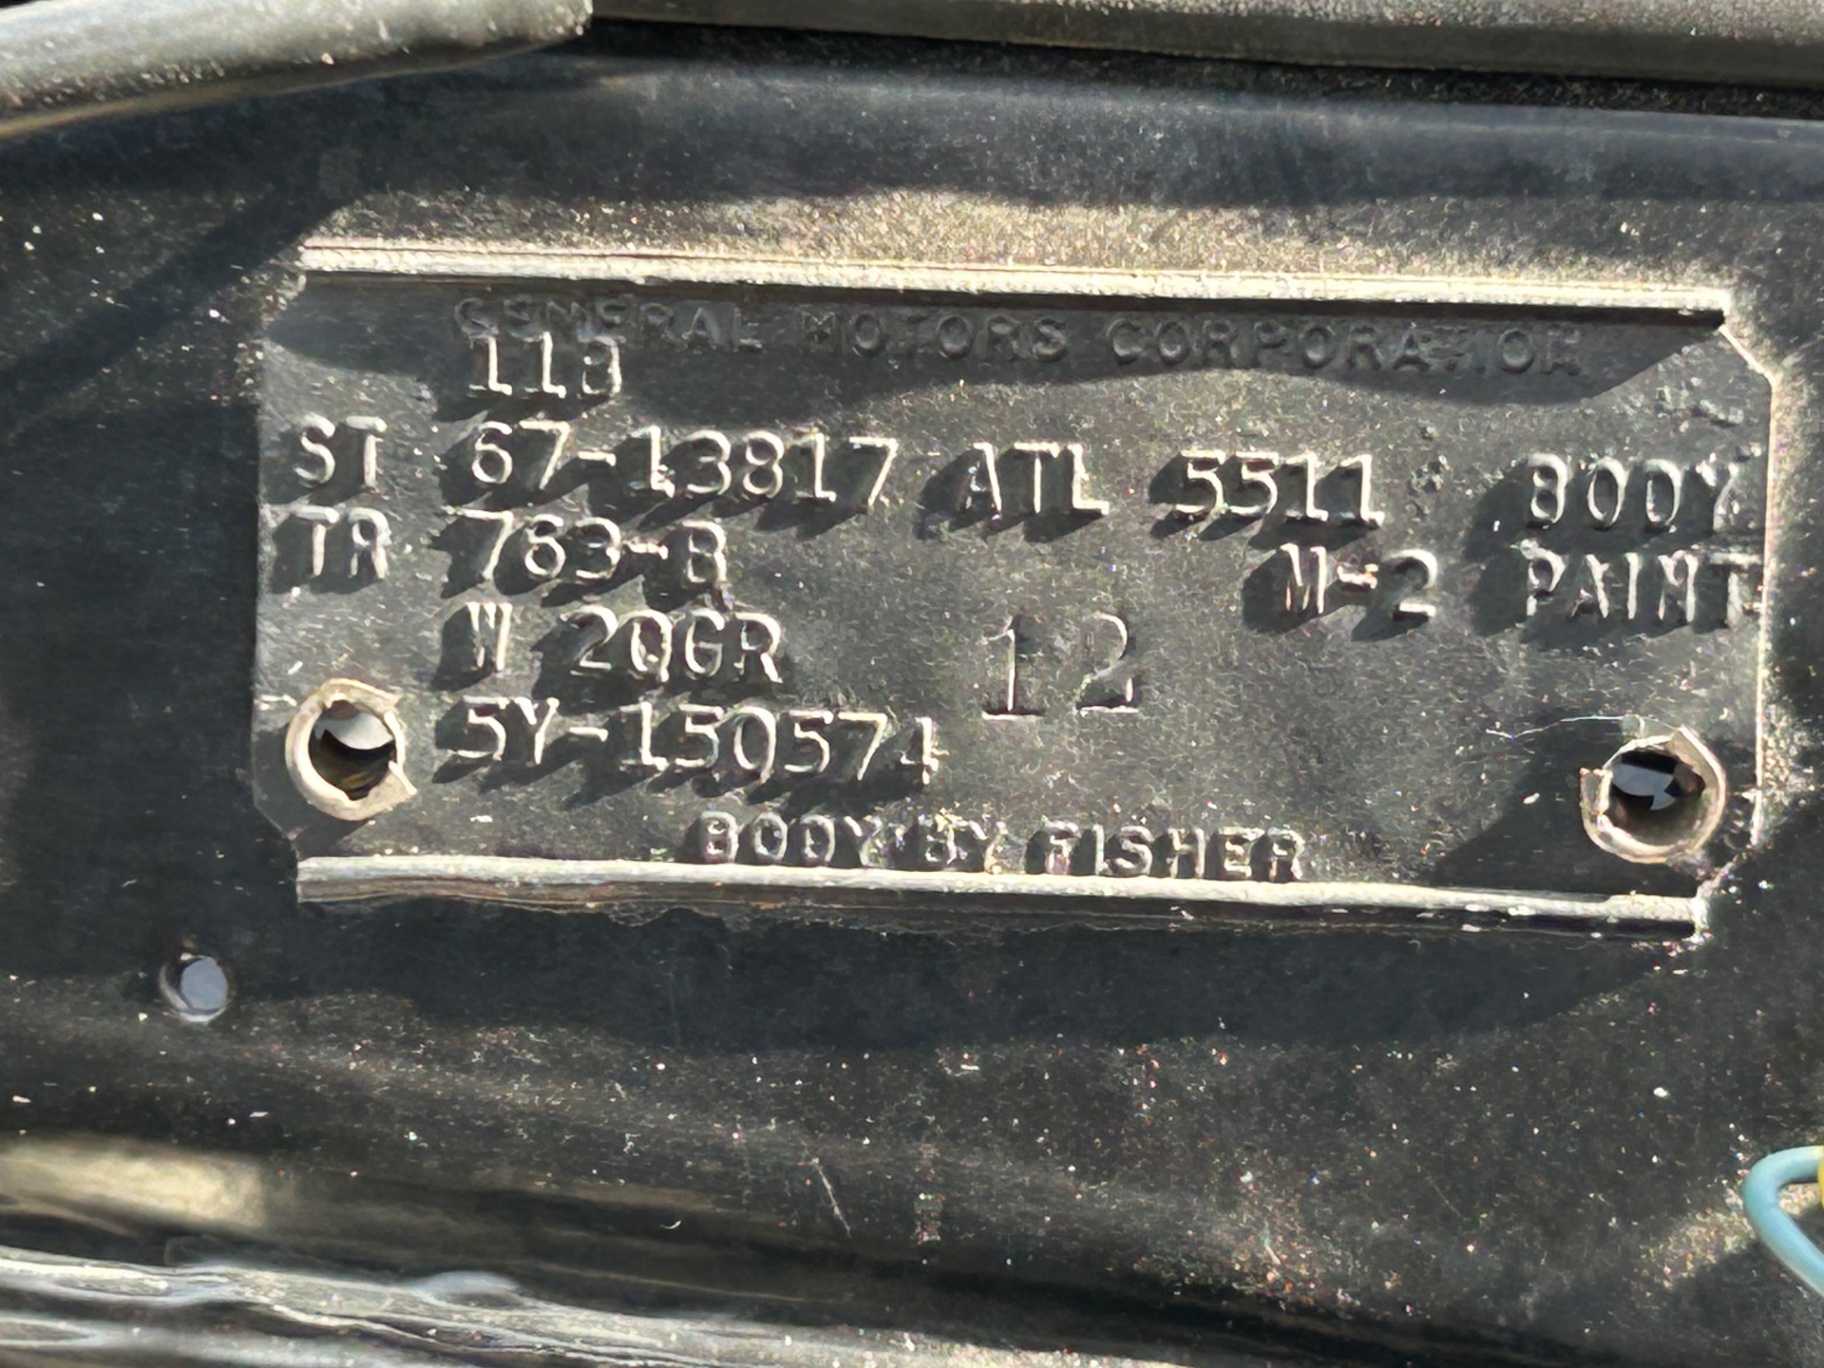 GENERAL MOTORS CORPORATION
11B
ST 67-13817 ATL 5511 BODY
TR 763-B M-2 PAINT
W 2QGR 12
5Y-150574
BODY BY FISHER